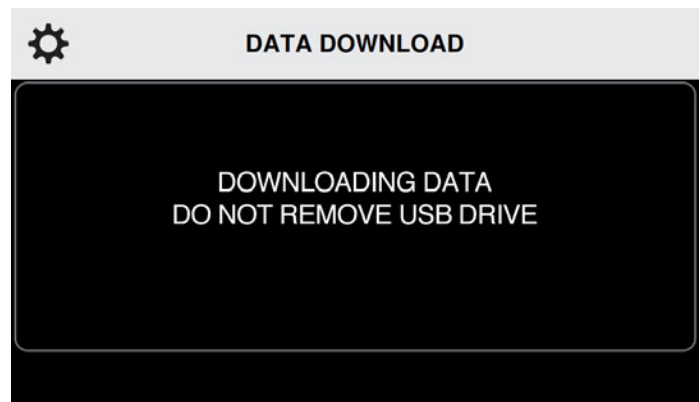 DATA DOWNLOAD
DOWNLOADING DATA
DO NOT REMOVE USB DRIVE